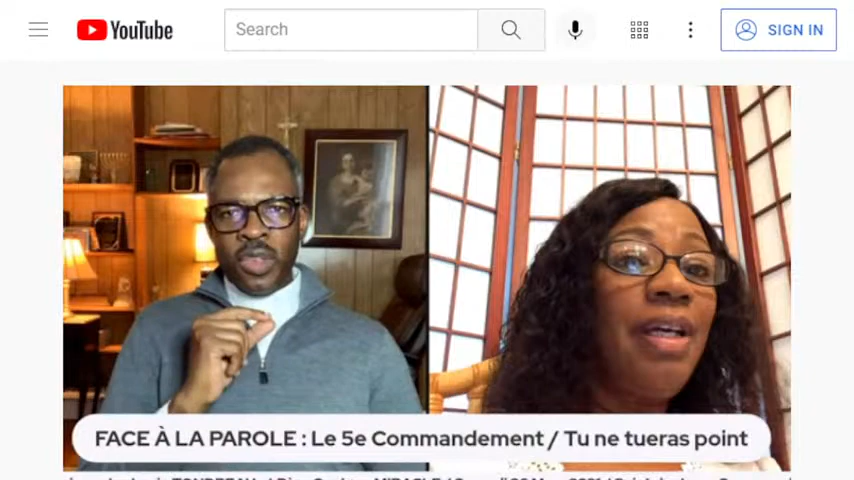 YouTube
Search
SIGN IN
FACE À LA PAROLE : Le 5e Commandement / Tu ne tueras point